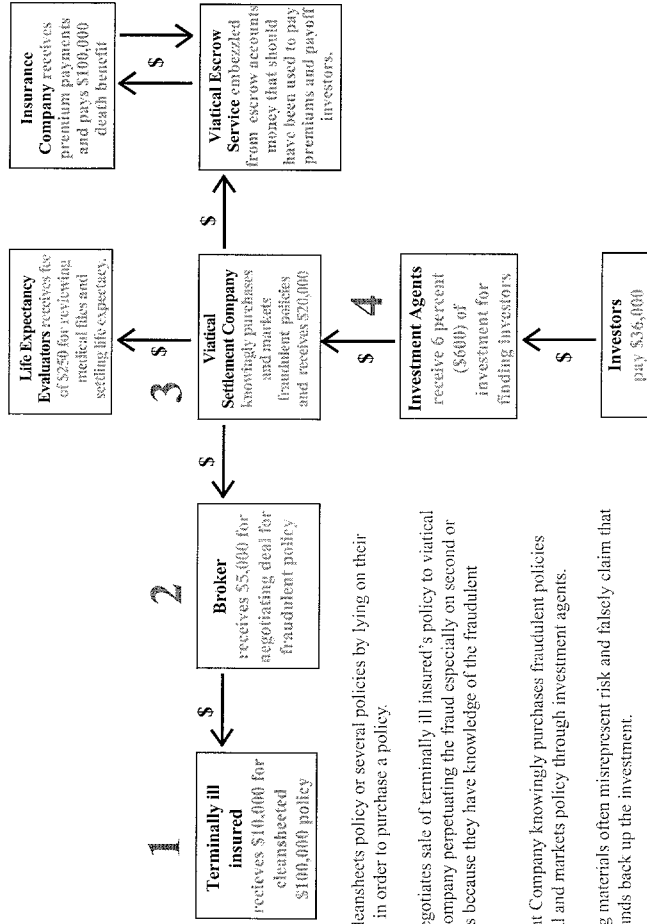 1
Terminally ill
insured
recieves $10,000 for
cleansheeted
$100,000 policy
$
2
Broker
receives $5,000 for
negotiating deal for
fraudulent policy
$
3
Life Expectancy
Evaluators receives fee
of $250 for reviewing
medical files and
settling life expectacy.
$
Viatical
Settlement Company
knowingly purchases
and markets
fraudulent policies
and receives $20,000
$
Insurance
Company receives
premium payments
and pays $100,000
death benefit
$
Viatical Escrow
Service embezzled
from escrow accounts
money that should
have been used to pay
premiums and payoff
investors.
$
4
Investment Agents
receive 6 percent
($600) of
investment for
finding investors
$
Investors
pay $36,000
leansheets policy or several policies by lying on their
in order to purchase a policy.
egotiates sale of terminally ill insured's policy to viatical
ompany perpetuating the fraud especially on second or
s because they have knowledge of the fraudulent
nt Company knowingly purchases fraudulent policies
d and markets policy through investment agents.
g materials often misrepresent risk and falsely claim that
unds back up the investment.